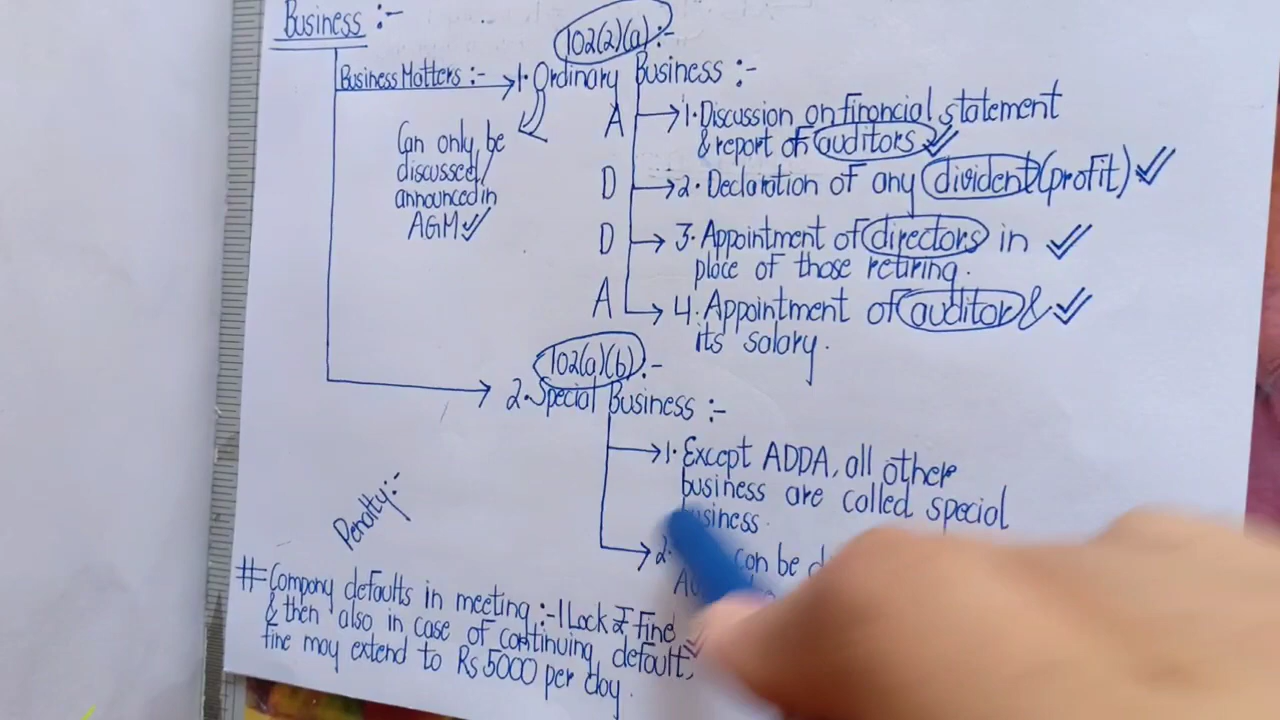 Business :-
102(2)(a) :-
Business Matters :- → 1. Ordinary Business :-
Can only be
discussed/
announced in
AGM
A → 1. Discussion on financial statement
& report of auditors
D → 2. Declaration of any divident (profit)
D → 3. Appointment of directors in
place of those retiring.
A → 4. Appointment of auditor &
its salary.
102(a)(b) :-
2. Special Business :-
1. Except ADDA, all other
business are called special
business.
2. can be
Penalty :-
# Company defaults in meeting :- 1 Lack ₹ fine
& then also in case of continuing default,
fine may extend to Rs 5000 per day.